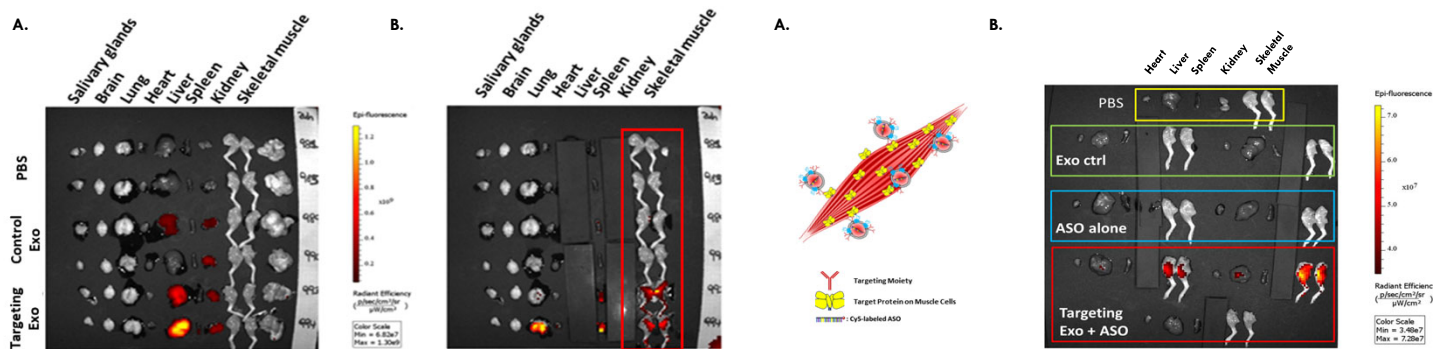 A.
Salivary glands
Brain
Lung
Heart
Liver
Spleen
Kidney
Skeletal muscle
PBS
Control
Exo
Targeting
Exo
Epi-fluorescence
1.2
1.0
0.8
x10⁹
0.6
0.4
0.2
Radiant Efficiency
(p/sec/cm²/sr / µW/cm²)
Color Scale
Min = 6.82e7
Max = 1.30e9
B.
Salivary glands
Brain
Lung
Heart
Liver
Spleen
Kidney
Skeletal muscle
A.
Targeting Moiety
Target Protein on Muscle Cells
: Cy5-labeled ASO
B.
Heart
Liver
Spleen
Kidney
Skeletal
Muscle
PBS
Exo ctrl
ASO alone
Targeting
Exo + ASO
Epi-fluorescence
7.0
6.0
x10⁷
5.0
4.0
Radiant Efficienc
(p/sec/cm²/sr / µW/cm²)
Color Scale
Min = 3.48e7
Max = 7.28e7